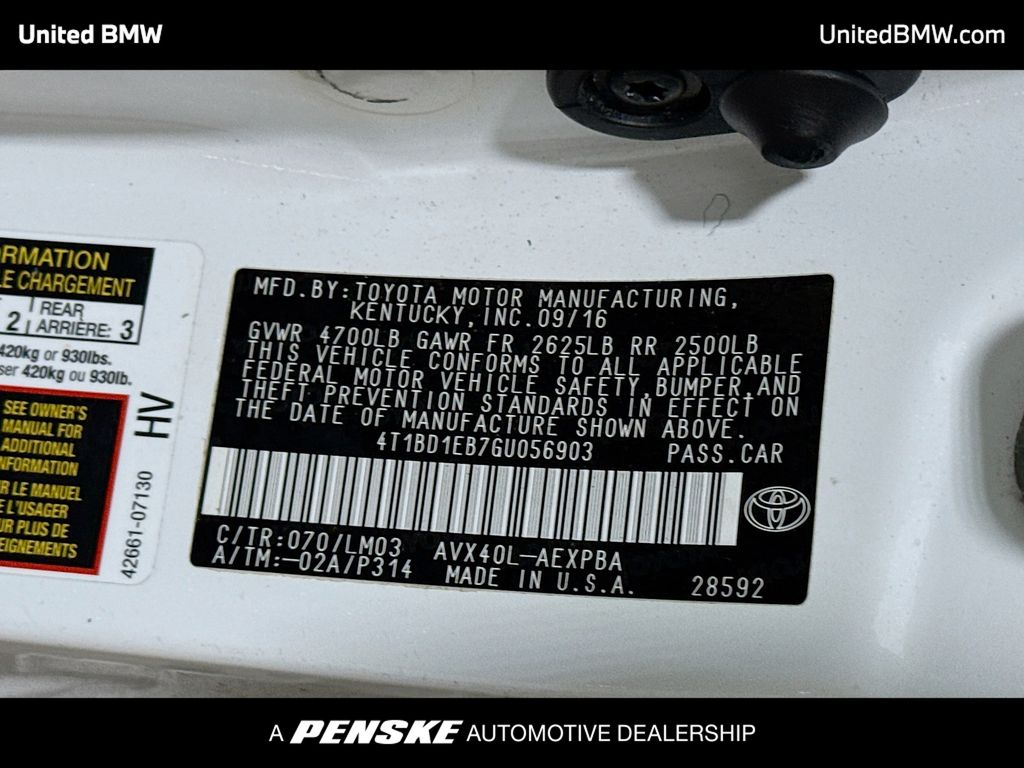 United BMW
UnitedBMW.com
RMATION
LE CHARGEMENT
2 REAR
ARRIÈRE: 3
420kg or 930lbs.
ser 420kg ou 930lb.
SEE OWNER'S
MANUAL FOR
ADDITIONAL
INFORMATION
R LE MANUEL
E L'USAGER
UR PLUS DE
EIGNEMENTS
HV
42661-07130
MFD.BY:TOYOTA MOTOR MANUFACTURING,
KENTUCKY,INC.09/16
GVWR 4700LB GAWR FR 2625LB RR 2500LB
THIS VEHICLE CONFORMS TO ALL APPLICABLE
FEDERAL MOTOR VEHICLE SAFETY,BUMPER,AND
THEFT PREVENTION STANDARDS IN EFFECT ON
THE DATE OF MANUFACTURE SHOWN ABOVE.
4T1BD1EB7GU056903 PASS.CAR
TOYOTA
C/TR:070/LM03 AVX40L-AEXPBA
A/TM:-02A/P314 MADE IN U.S.A. 28592
A PENSKE AUTOMOTIVE DEALERSHIP